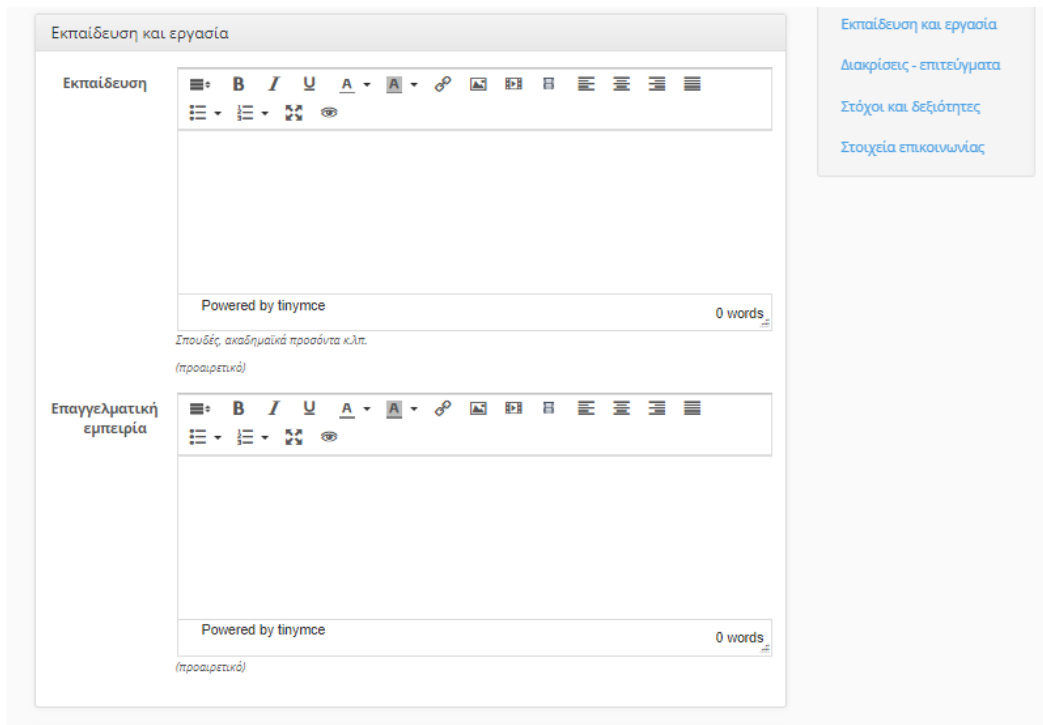 Εκπαίδευση και εργασία
Εκπαίδευση
Powered by tinymce
0 words
Σπουδές, ακαδημαϊκά προσόντα κ.λπ.
(προαιρετικό)
Επαγγελματική
εμπειρία
Powered by tinymce
0 words
(προαιρετικό)
Εκπαίδευση και εργασία
Διακρίσεις - επιτεύγματα
Στόχοι και δεξιότητες
Στοιχεία επικοινωνίας